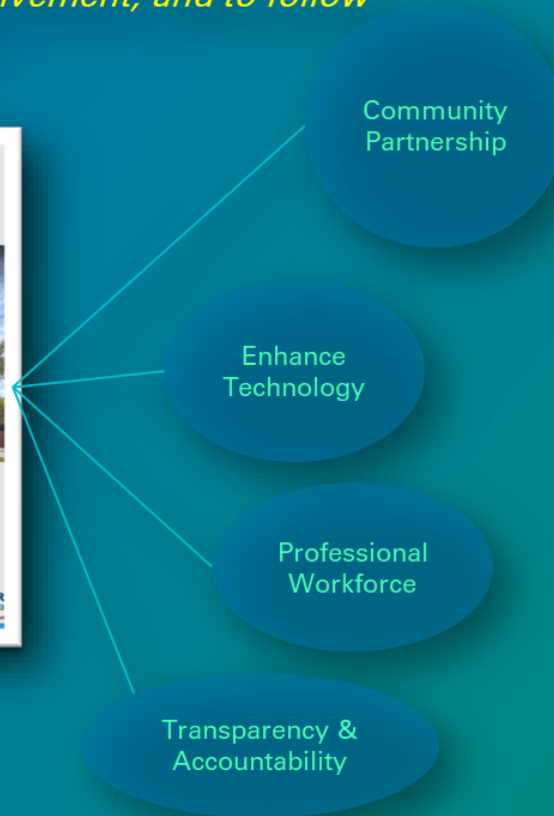 and to follow
Community
Partnership
Enhance
Technology
Professional
Workforce
Transparency &
Accountability